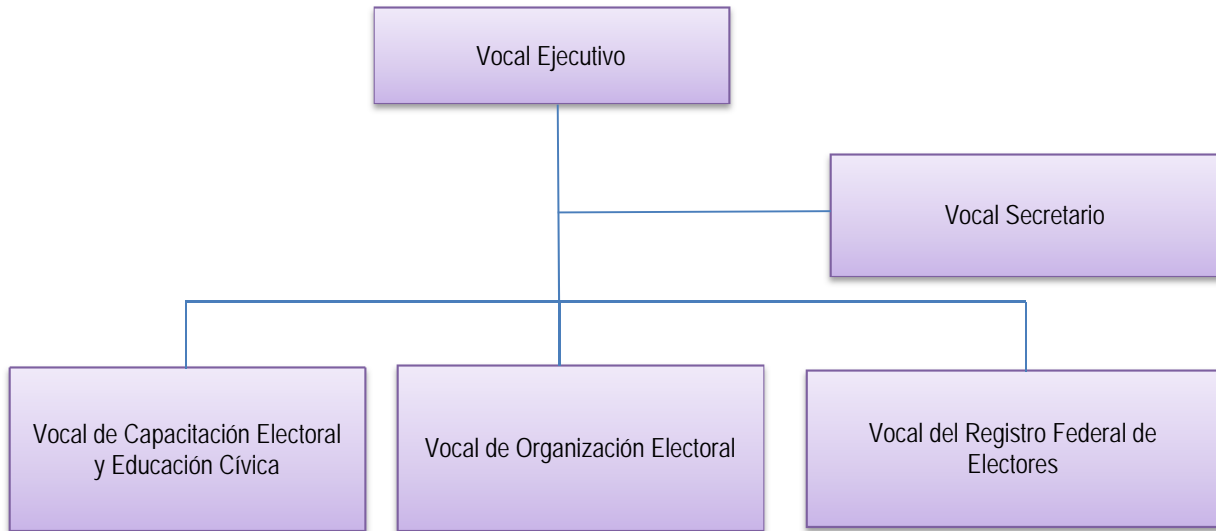 Vocal Ejecutivo
Vocal Secretario
Vocal de Capacitación Electoral
y Educación Cívica
Vocal de Organización Electoral
Vocal del Registro Federal de
Electores